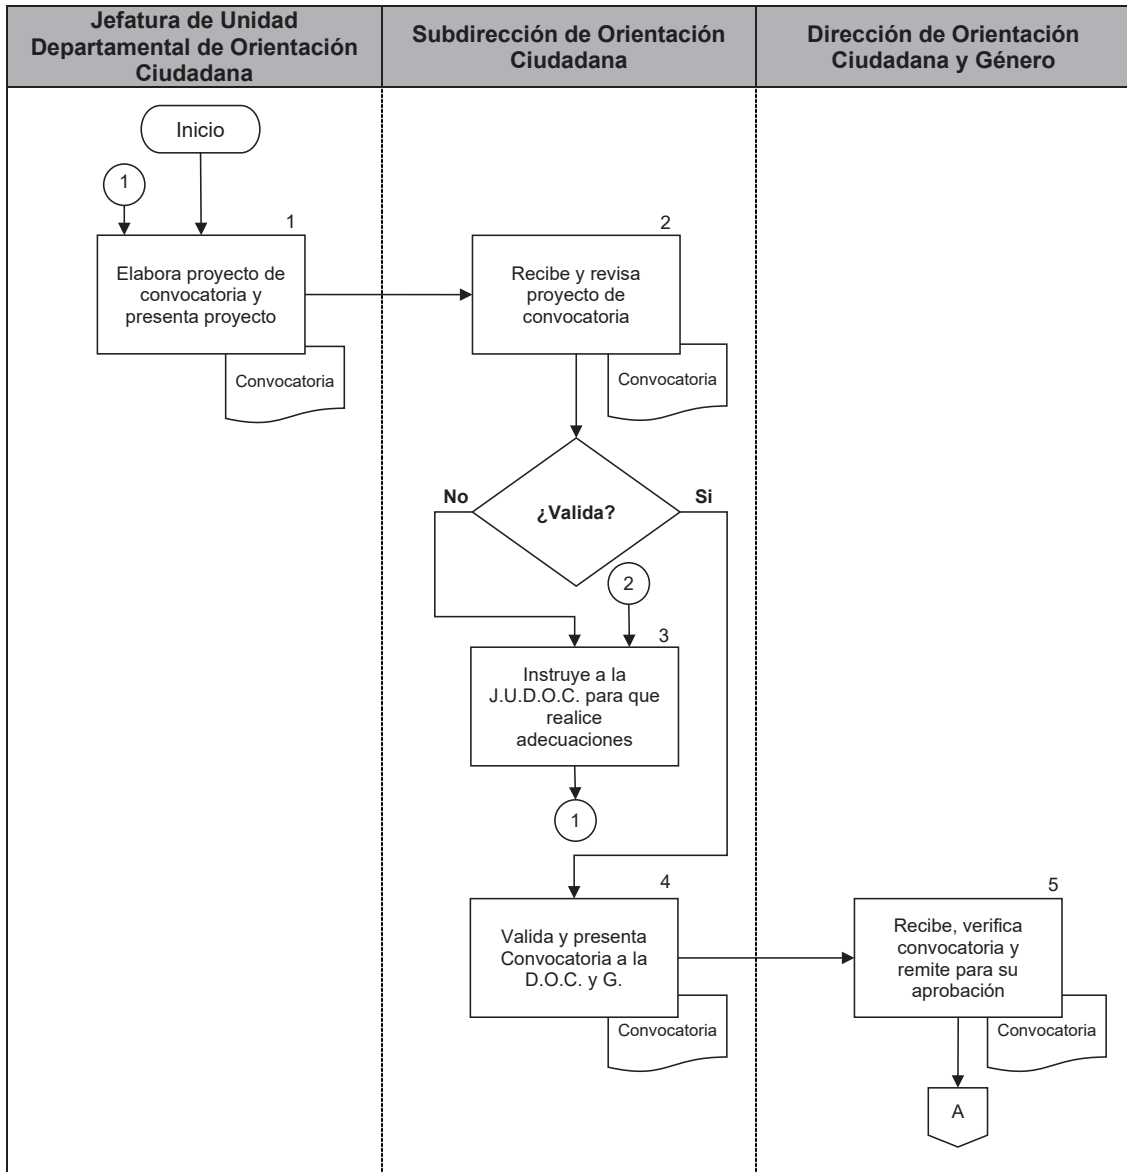 Jefatura de Unidad
Departamental de Orientación
Ciudadana
Subdirección de Orientación
Ciudadana
Dirección de Orientación
Ciudadana y Género
Inicio
1
1
Elabora proyecto de
convocatoria y
presenta proyecto
Convocatoria
2
Recibe y revisa
proyecto de
convocatoria
Convocatoria
No
¿Valida?
Si
2
3
Instruye a la
J.U.D.O.C. para que
realice
adecuaciones
1
4
Valida y presenta
Convocatoria a la
D.O.C. y G.
Convocatoria
5
Recibe, verifica
convocatoria y
remite para su
aprobación
Convocatoria
A